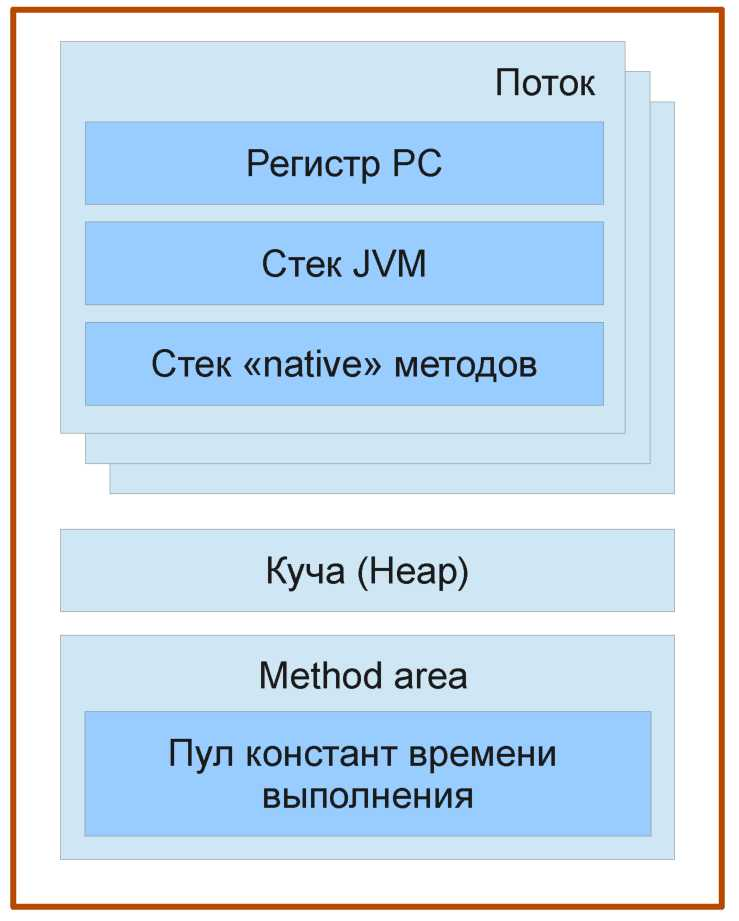 Поток
Регистр PC
Стек JVM
Стек «native» методов
Куча (Heap)
Method area
Пул констант времени
выполнения